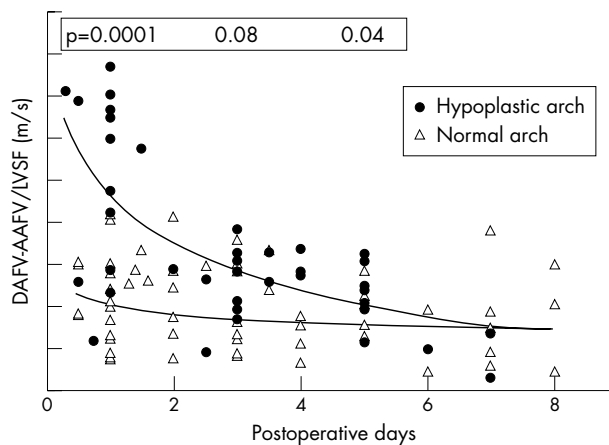 p=0.0001 0.08 0.04
Hypoplastic arch
Normal arch
DAFV-AAFV/LVSF (m/s)
0 2 4 6 8
Postoperative days